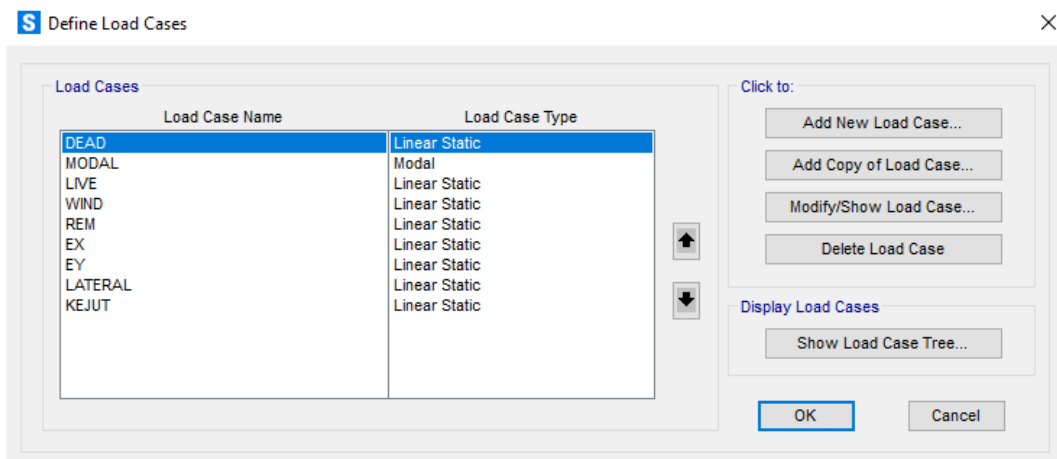 S Define Load Cases
Load Cases
Load Case Name Load Case Type
DEAD Linear Static
MODAL Modal
LIVE Linear Static
WIND Linear Static
REM Linear Static
EX Linear Static
EY Linear Static
LATERAL Linear Static
KEJUT Linear Static
Click to:
Add New Load Case...
Add Copy of Load Case...
Modify/Show Load Case...
Delete Load Case
Display Load Cases
Show Load Case Tree...
OK Cancel